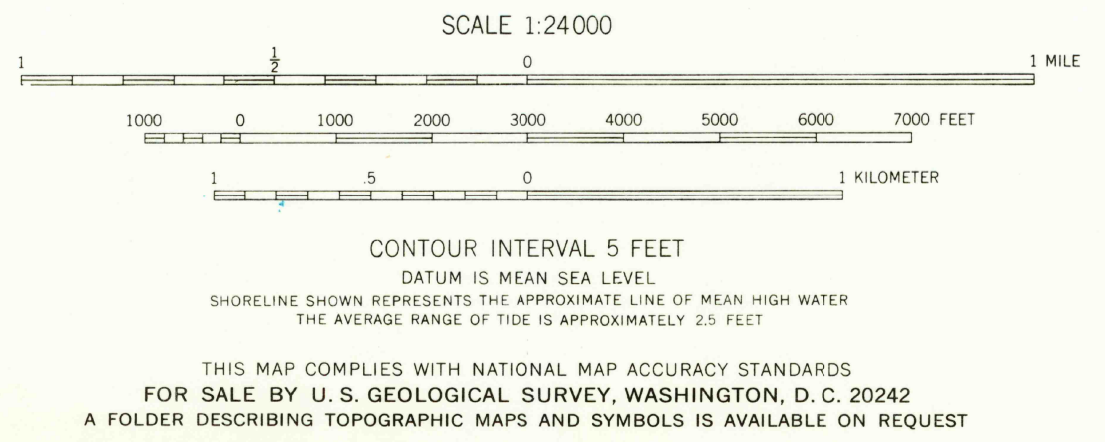 SCALE 1:24000
1 ½ 0 1 MILE
1000 0 1000 2000 3000 4000 5000 6000 7000 FEET
1 .5 0 1 KILOMETER
CONTOUR INTERVAL 5 FEET
DATUM IS MEAN SEA LEVEL
SHORELINE SHOWN REPRESENTS THE APPROXIMATE LINE OF MEAN HIGH WATER
THE AVERAGE RANGE OF TIDE IS APPROXIMATELY 2.5 FEET
THIS MAP COMPLIES WITH NATIONAL MAP ACCURACY STANDARDS
FOR SALE BY U. S. GEOLOGICAL SURVEY, WASHINGTON, D. C. 20242
A FOLDER DESCRIBING TOPOGRAPHIC MAPS AND SYMBOLS IS AVAILABLE ON REQUEST